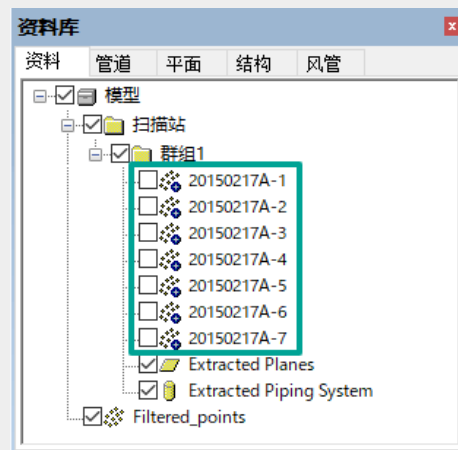 资料库
资料 管道 平面 结构 风管
模型
扫描站
群组1
20150217A-1
20150217A-2
20150217A-3
20150217A-4
20150217A-5
20150217A-6
20150217A-7
Extracted Planes
Extracted Piping System
Filtered_points